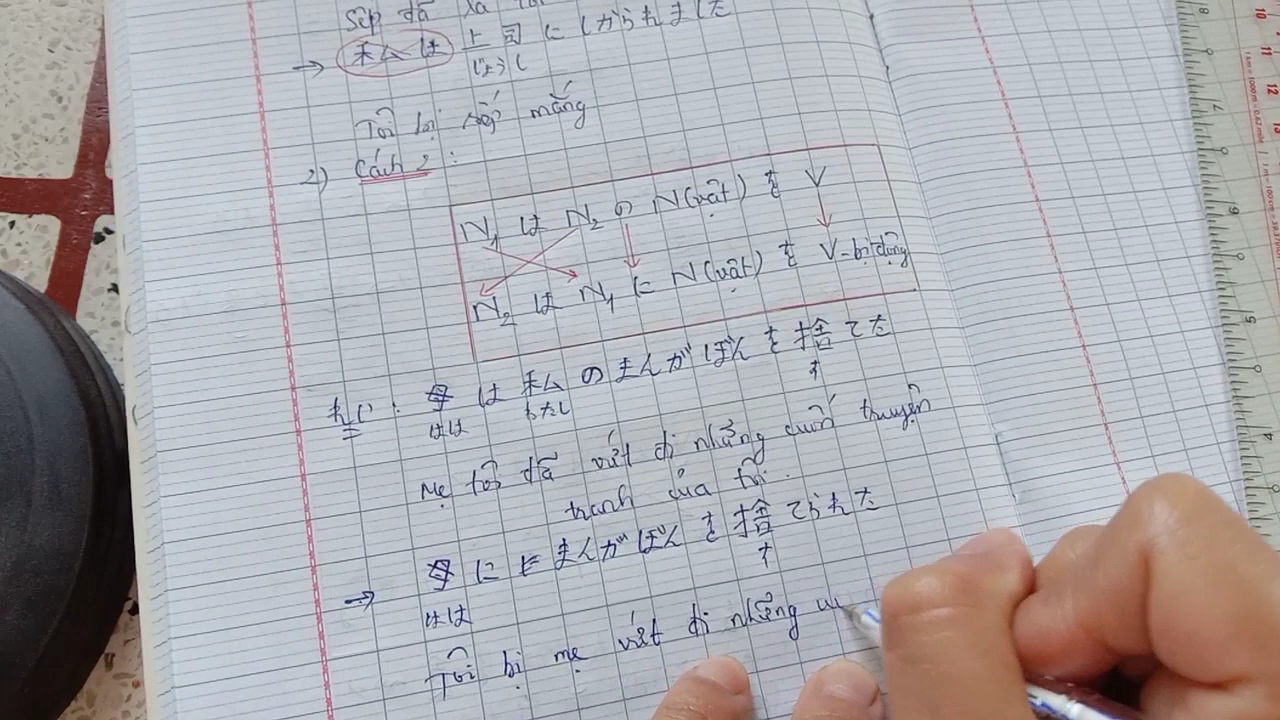 Sếp đã
→ 私は 上司にしかられました
じょうし
Tôi bị sếp mắng
2) Cách 2:
N1 は N2 の N(vật) を V
N2 は N1 に N(vật) を V-bị động
れい: 母は私のまんがぼんを捨てた
はは わたし す
Mẹ tôi đã vứt đi những cuốn truyện
tranh của tôi.
→ 母にまんがぼんを捨てられた
はは す
Tôi bị mẹ vứt đi những